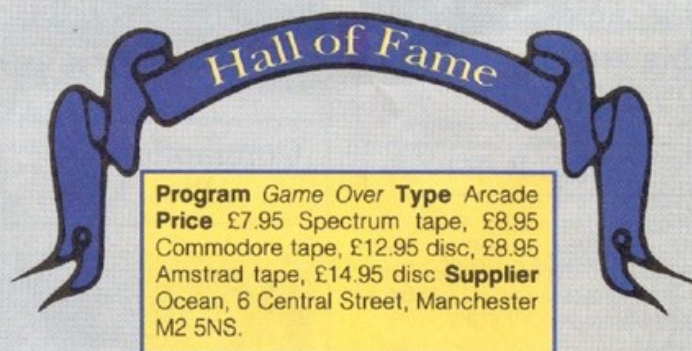 Hall of Fame
Program Game Over Type Arcade
Price £7.95 Spectrum tape, £8.95
Commodore tape, £12.95 disc, £8.95
Amstrad tape, £14.95 disc Supplier
Ocean, 6 Central Street, Manchester
M2 5NS.